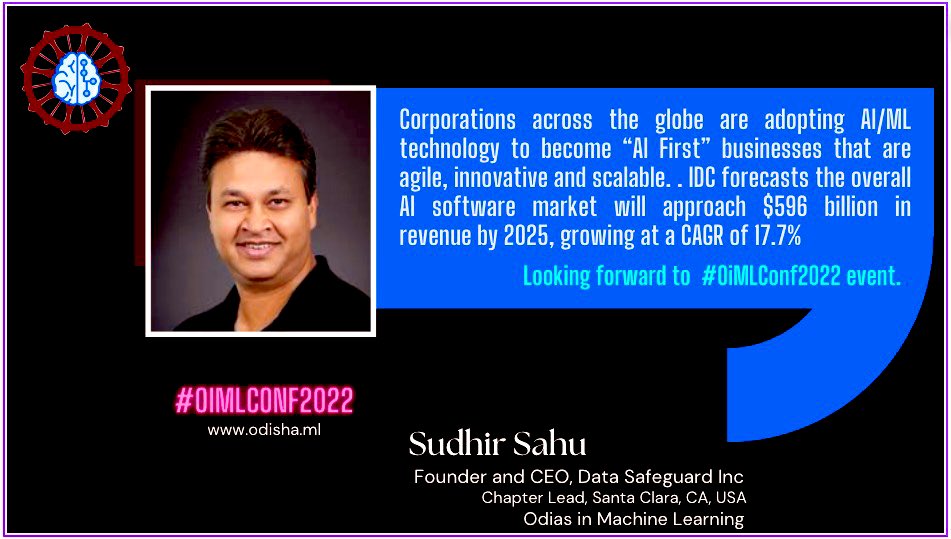 Corporations across the globe are adopting AI/ML
technology to become “AI First” businesses that are
agile, innovative and scalable. . IDC forecasts the overall
AI software market will approach $596 billion in
revenue by 2025, growing at a CAGR of 17.7%
Looking forward to #OiMLConf2022 event.
#OIMLCONF2022
www.odisha.ml
Sudhir Sahu
Founder and CEO, Data Safeguard Inc
Chapter Lead, Santa Clara, CA, USA
Odias in Machine Learning